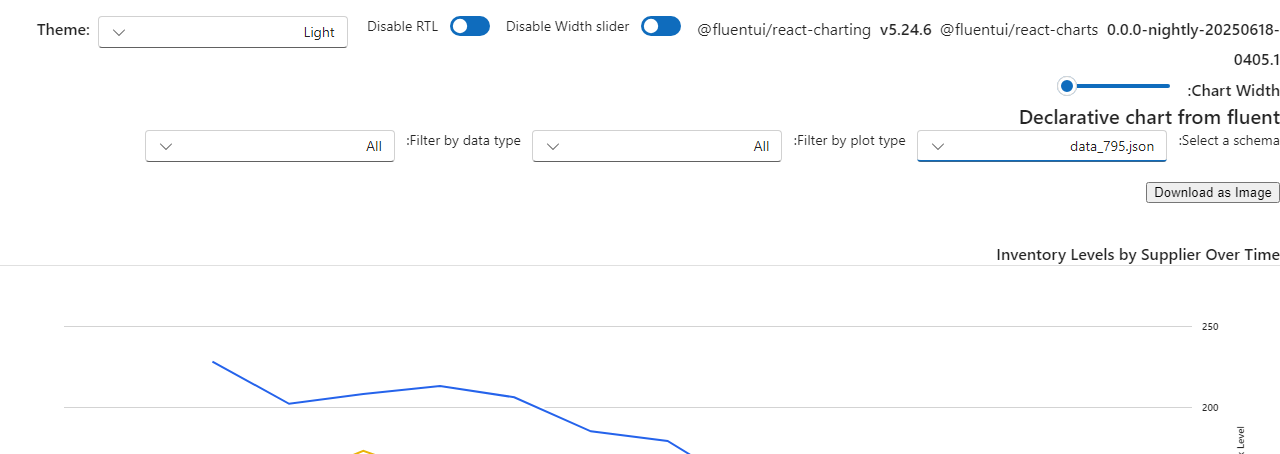 Theme: Light Disable RTL Disable Width slider @fluentui/react-charting v5.24.6 @fluentui/react-charts 0.0.0-nightly-20250618-
0405.1
:Chart Width
Declarative chart from fluent
:Select a schema data_795.json :Filter by plot type All :Filter by data type All
Download as Image
Inventory Levels by Supplier Over Time
250
200
Level